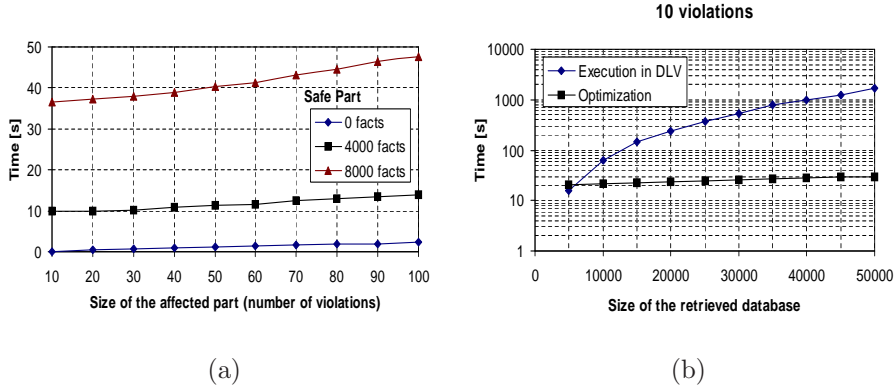 50
40
30
20
10
0
Time [s]
Safe Part
0 facts
4000 facts
8000 facts
10 20 30 40 50 60 70 80 90 100
Size of the affected part (number of violations)
(a)
10 violations
10000
1000
100
10
1
Time [s]
Execution in DLV
Optimization
0 10000 20000 30000 40000 50000
Size of the retrieved database
(b)